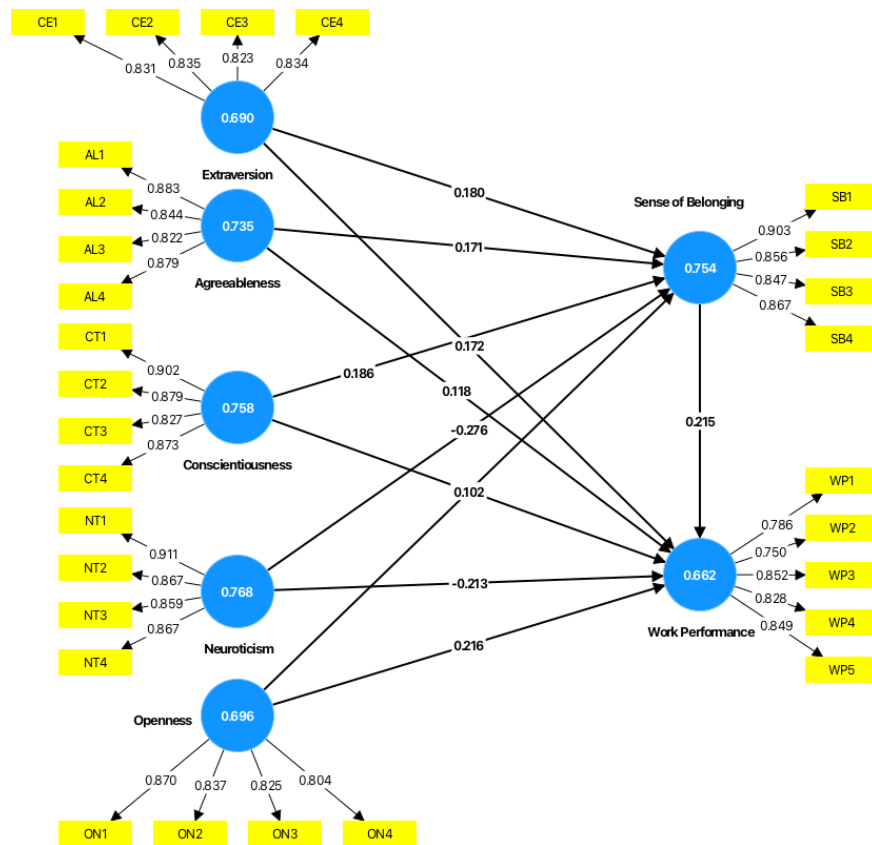 CE1 CE2 CE3 CE4
0.831 0.835 0.823 0.834
0.690
Extraversion
AL1
AL2
AL3
AL4
0.883
0.844
0.822
0.879
0.735
Agreeableness
CT1
CT2
CT3
CT4
0.902
0.879
0.827
0.873
0.758
Conscientiousness
NT1
NT2
NT3
NT4
0.911
0.867
0.859
0.867
0.768
Neuroticism
Openness
0.696
0.870 0.837 0.825 0.804
ON1 ON2 ON3 ON4
0.180
0.171
0.172
0.186
0.118
-0.276
0.102
-0.213
0.216
0.215
Sense of Belonging
0.754
0.903
0.856
0.847
0.867
SB1
SB2
SB3
SB4
0.662
Work Performance
0.786
0.750
0.852
0.828
0.849
WP1
WP2
WP3
WP4
WP5